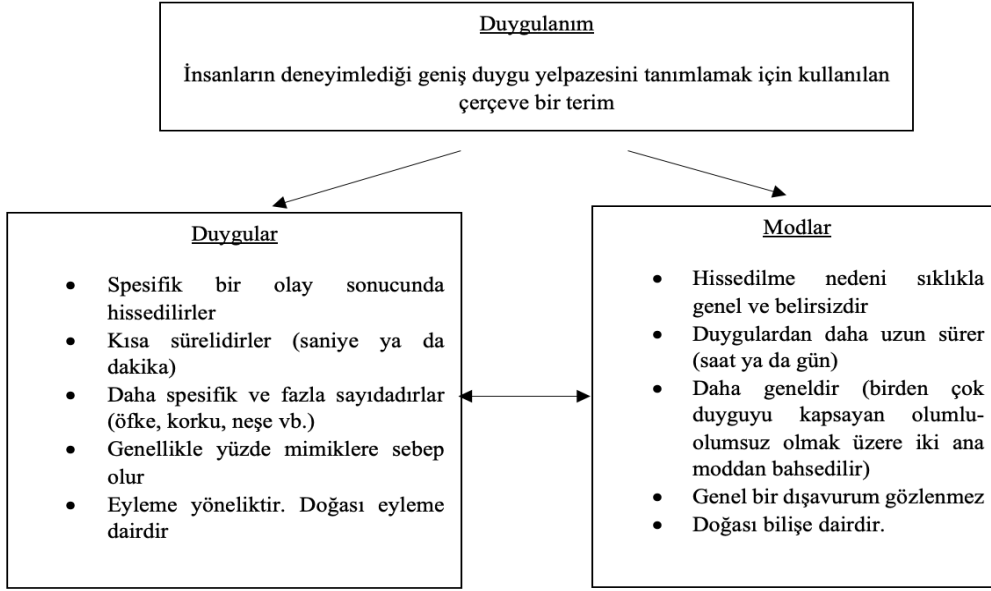 Duygulanım
İnsanların deneyimlediği geniş duygu yelpazesini tanımlamak için kullanılan
çerçeve bir terim
Duygular
• Spesifik bir olay sonucunda
hissedilirler
• Kısa sürelidirler (saniye ya da
dakika)
• Daha spesifik ve fazla sayıdadırlar
(öfke, korku, neşe vb.)
• Genellikle yüzde mimiklere sebep
olur
• Eyleme yöneliktir. Doğası eyleme
dairdir
Modlar
• Hissedilme nedeni sıklıkla
genel ve belirsizdir
• Duygulardan daha uzun sürer
(saat ya da gün)
• Daha geneldir (birden çok
duyguyu kapsayan olumlu-
olumsuz olmak üzere iki ana
moddan bahsedilir)
• Genel bir dışavurum gözlenmez
• Doğası bilişe dairdir.